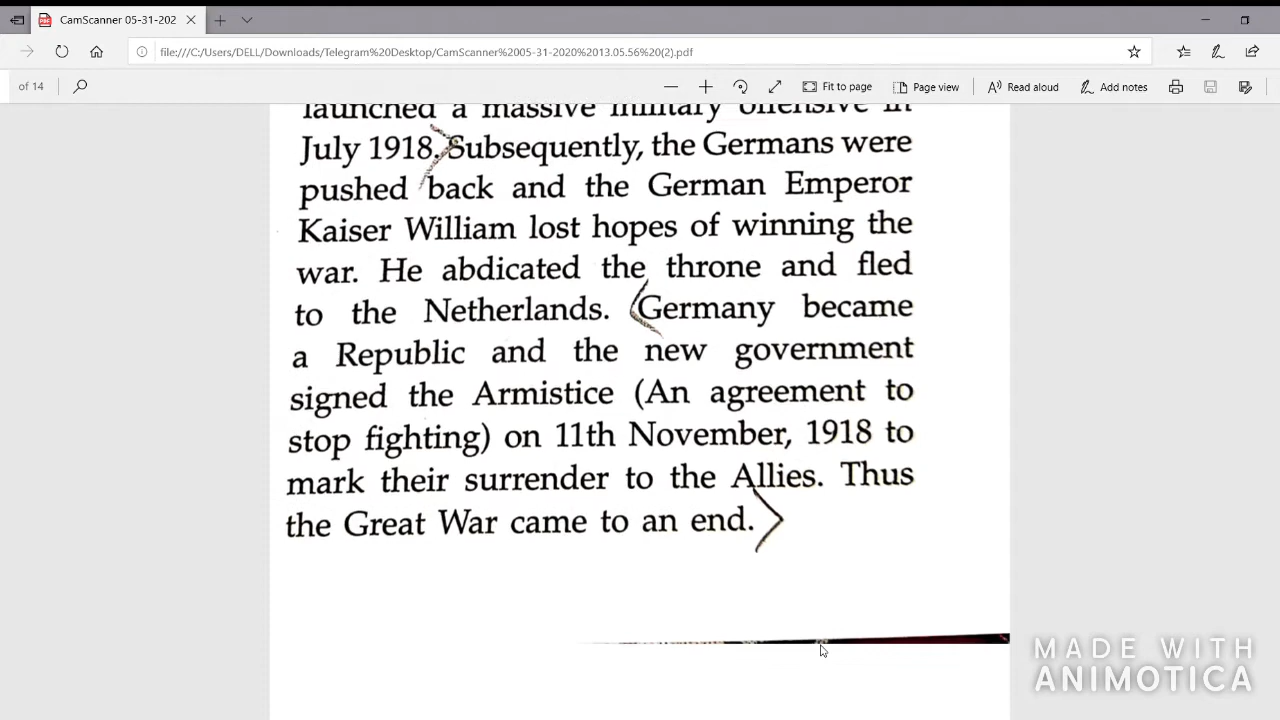 CamScanner 05-31-202
file:///C:/Users/DELL/Downloads/Telegram%20Desktop/CamScanner%2005-31-2020%2013.05.56%20(2).pdf
of 14 Fit to page Page view Read aloud Add notes
launched a massive military offensive in
July 1918. Subsequently, the Germans were
pushed back and the German Emperor
Kaiser William lost hopes of winning the
war. He abdicated the throne and fled
to the Netherlands. Germany became
a Republic and the new government
signed the Armistice (An agreement to
stop fighting) on 11th November, 1918 to
mark their surrender to the Allies. Thus
the Great War came to an end.
MADE WITH
ANIMOTICA